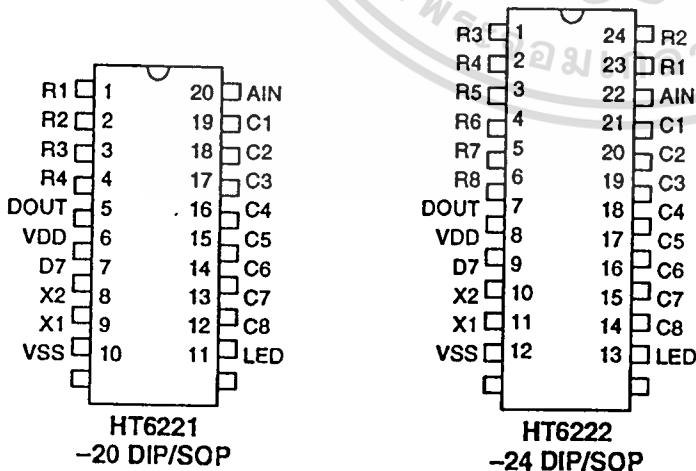 R1 1 20 AIN
R2 2 19 C1
R3 3 18 C2
R4 4 17 C3
DOUT 5 16 C4
VDD 6 15 C5
D7 7 14 C6
X2 8 13 C7
X1 9 12 C8
VSS 10 11 LED
HT6221
–20 DIP/SOP
R3 1 24 R2
R4 2 23 R1
R5 3 22 AIN
R6 4 21 C1
R7 5 20 C2
R8 6 19 C3
DOUT 7 18 C4
VDD 8 17 C5
D7 9 16 C6
X2 10 15 C7
X1 11 14 C8
VSS 12 13 LED
HT6222
–24 DIP/SOP